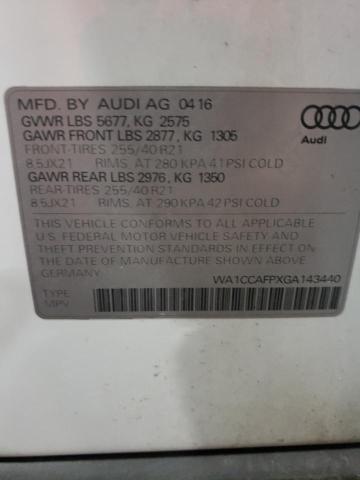 MFD. BY AUDI AG 04 16
GVWR LBS 5677, KG 2575
GAWR FRONT LBS 2877, KG 1305
FRONT-TIRES 255/40 R21
8.5JX21 RIMS. AT 280 KPA 41 PSI COLD
GAWR REAR LBS 2976, KG 1350
REAR-TIRES 255/40 R21
8.5JX21 RIMS. AT 290 KPA 42 PSI COLD
Audi
THIS VEHICLE CONFORMS TO ALL APPLICABLE
U.S. FEDERAL MOTOR VEHICLE SAFETY AND
THEFT PREVENTION STANDARDS IN EFFECT ON
THE DATE OF MANUFACTURE SHOWN ABOVE
GERMANY
WA1CCAFPXGA143440
TYPE:
MPV